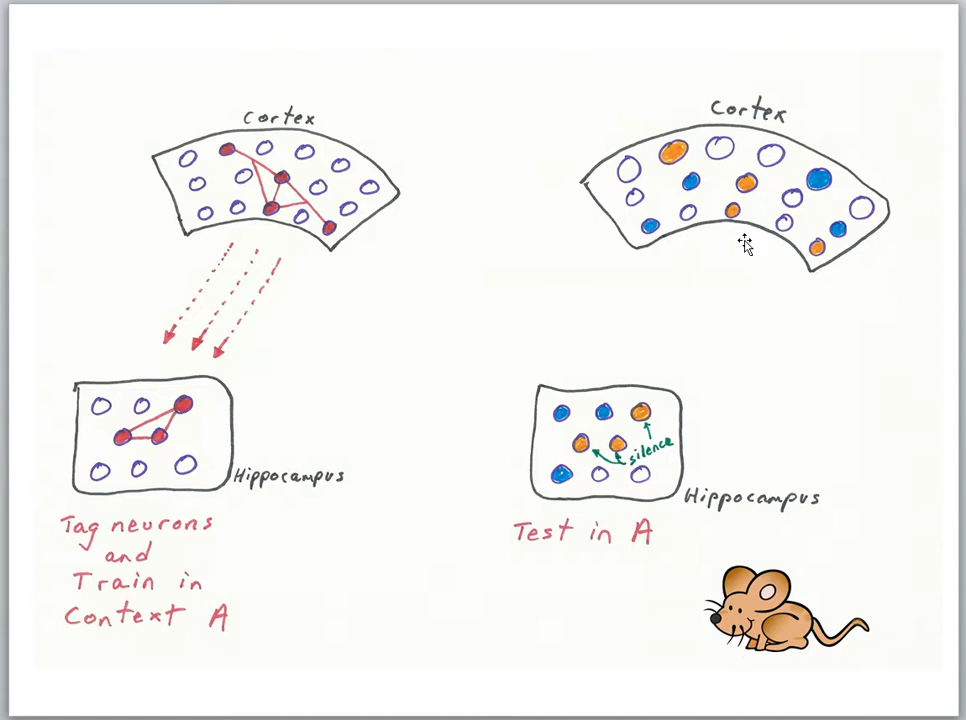 Cortex
Cortex
Hippocampus
silence
Hippocampus
Tag neurons
and
Train in
Context A
Test in A